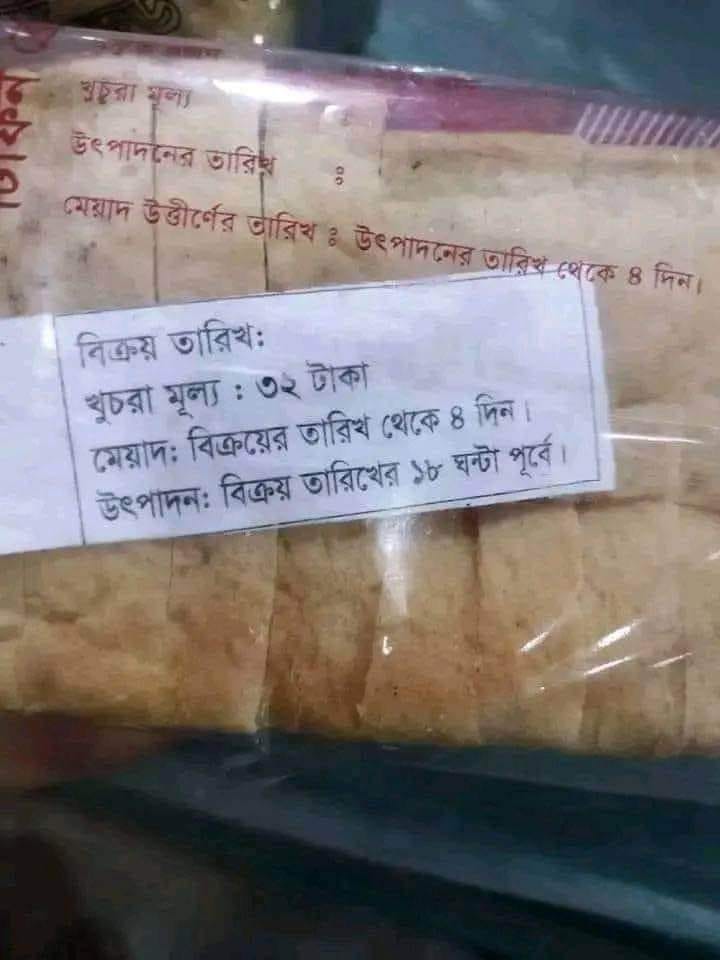 খুচরা মূল্য
উৎপাদনের তারিখ :
মেয়াদ উত্তীর্ণের তারিখ : উৎপাদনের তারিখ থেকে ৪ দিন।
বিক্রয় তারিখ:
খুচরা মূল্য : ৩২ টাকা
মেয়াদ: বিক্রয়ের তারিখ থেকে ৪ দিন।
উৎপাদন: বিক্রয় তারিখের ১৮ ঘন্টা পূর্বে।